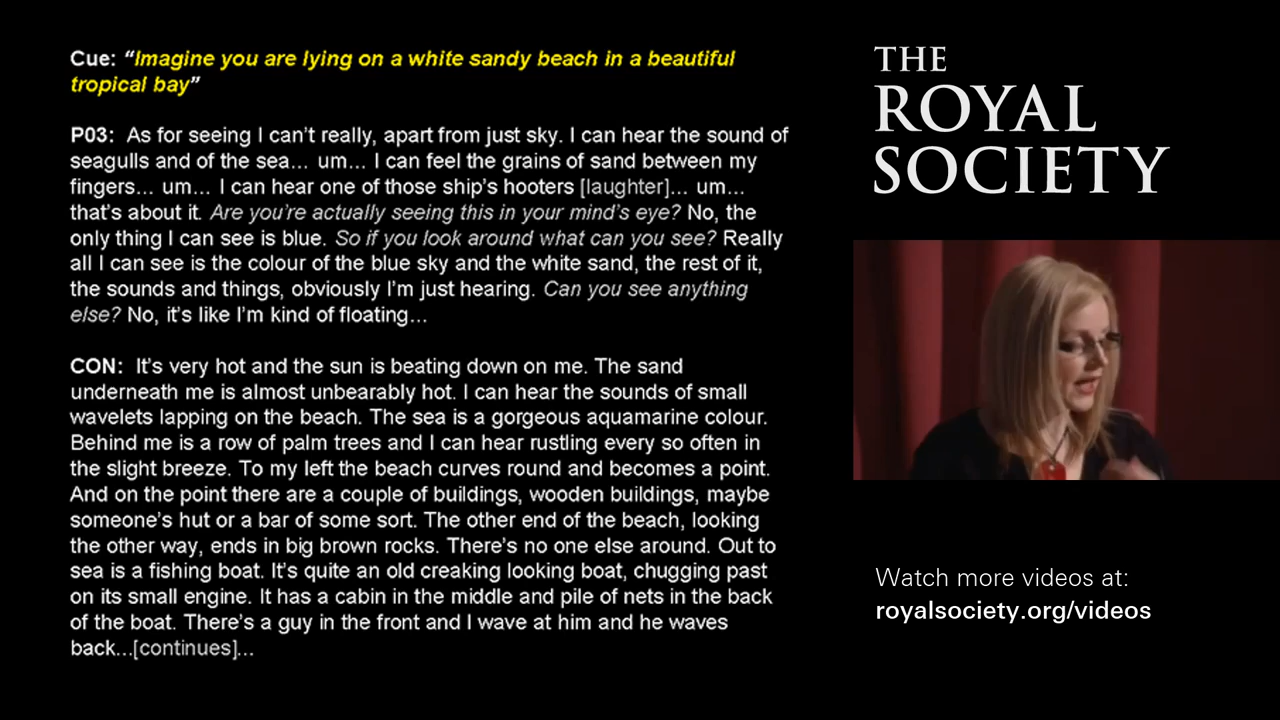 Cue: “Imagine you are lying on a white sandy beach in a beautiful
tropical bay”
P03: As for seeing I can’t really, apart from just sky. I can hear the sound of
seagulls and of the sea… um… I can feel the grains of sand between my
fingers… um… I can hear one of those ship’s hooters [laughter]… um…
that’s about it. Are you’re actually seeing this in your mind’s eye? No, the
only thing I can see is blue. So if you look around what can you see? Really
all I can see is the colour of the blue sky and the white sand, the rest of it,
the sounds and things, obviously I’m just hearing. Can you see anything
else? No, it’s like I’m kind of floating…
CON: It’s very hot and the sun is beating down on me. The sand
underneath me is almost unbearably hot. I can hear the sounds of small
wavelets lapping on the beach. The sea is a gorgeous aquamarine colour.
Behind me is a row of palm trees and I can hear rustling every so often in
the slight breeze. To my left the beach curves round and becomes a point.
And on the point there are a couple of buildings, wooden buildings, maybe
someone’s hut or a bar of some sort. The other end of the beach, looking
the other way, ends in big brown rocks. There’s no one else around. Out to
sea is a fishing boat. It’s quite an old creaking looking boat, chugging past
on its small engine. It has a cabin in the middle and pile of nets in the back
of the boat. There’s a guy in the front and I wave at him and he waves
back…[continues]…
THE
ROYAL
SOCIETY
Watch more videos at:
royalsociety.org/videos